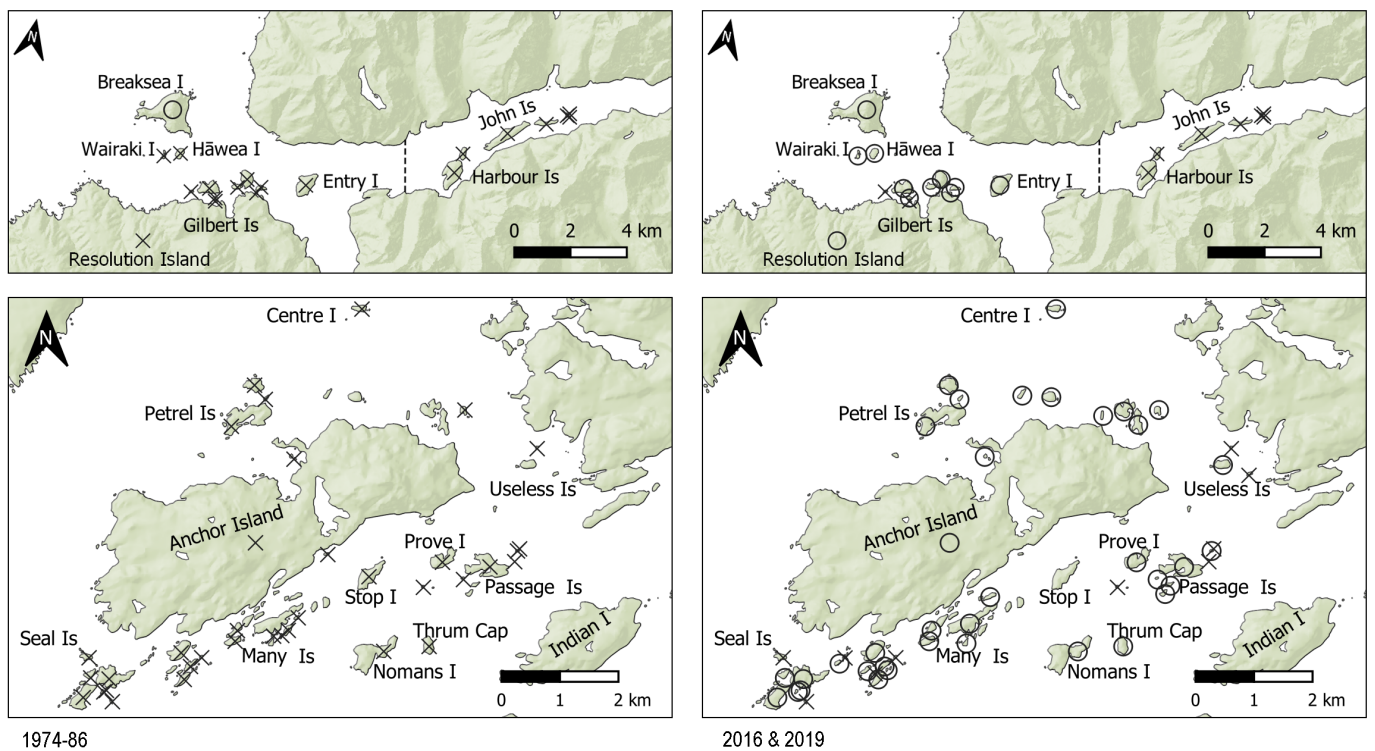 N
Breaksea I
Wairaki I
Hāwea I
John Is
Entry I
Harbour Is
Gilbert Is
Resolution Island
0 2 4 km
N
Breaksea I
Wairaki I
Hāwea I
John Is
Entry I
Harbour Is
Gilbert Is
Resolution Island
0 2 4 km
N
Centre I
Petrel Is
Useless Is
Anchor Island
Prove I
Passage Is
Stop I
Thrum Cap
Indian I
Seal Is
Many Is
Nomans I
0 1 2 km
Centre I
N
Petrel Is
Useless Is
Anchor Island
Prove I
Passage Is
Stop I
Thrum Cap
Indian I
Seal Is
Many Is
Nomans I
0 1 2 km
1974-86
2016 & 2019